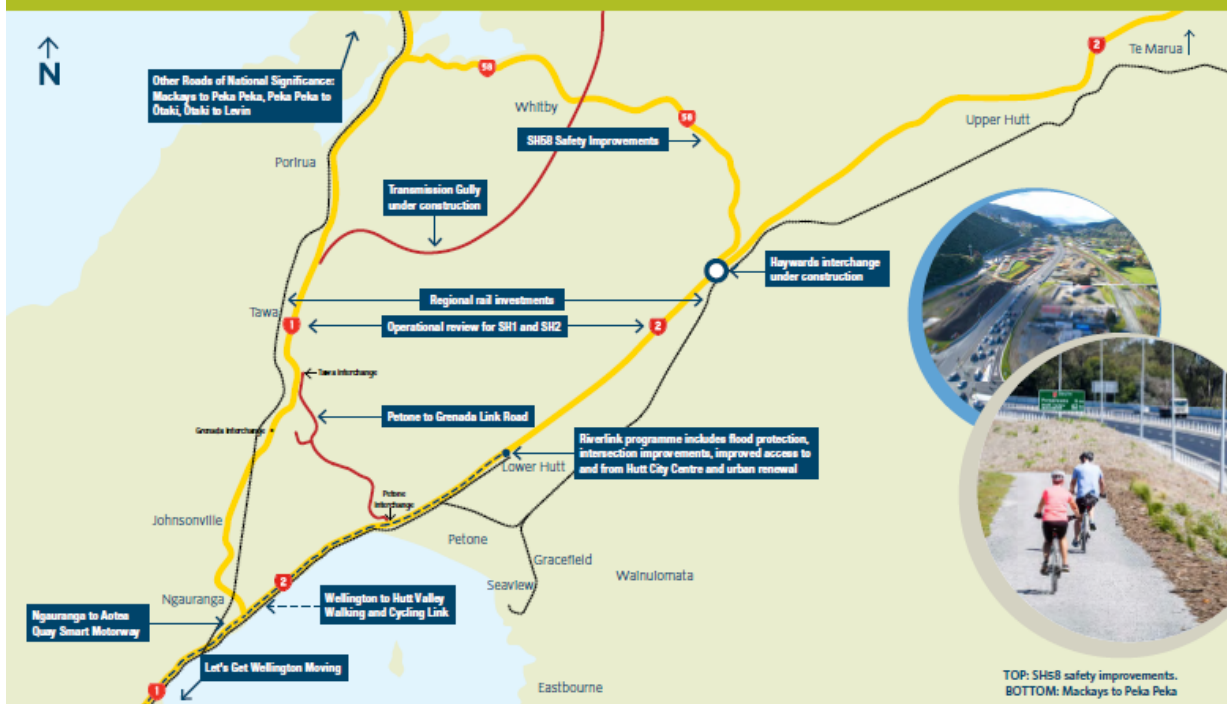 N
Other Roads of National Significance:
Mackays to Peka Peka, Peka Peka to
Ōtaki, Ōtaki to Levin
58
2
Te Marua
Whitby
58
Upper Hutt
SH58 Safety Improvements
Porirua
Transmission Gully
under construction
Haywards interchange
under construction
Regional rail investments
Tawa
1
Operational review for SH1 and SH2
2
Tawa Interchange
Petone to Grenada Link Road
Grenada Interchange
Riverlink programme includes flood protection,
intersection improvements, improved access to
and from Hutt City Centre and urban renewal
Lower Hutt
Petone
Interchange
Johnsonville
Petone
Gracefield
Wainuiomata
Seaview
2
Ngauranga
Wellington to Hutt Valley
Walking and Cycling Link
Ngauranga to Aotea
Quay Smart Motorway
Let's Get Wellington Moving
1
Eastbourne
TOP: SH58 safety improvements.
BOTTOM: Mackays to Peka Peka